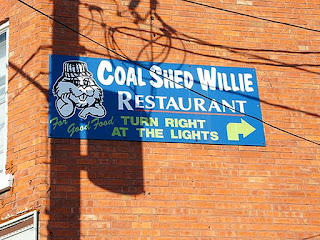 COAL SHED WILLIE
RESTAURANT
For Good Food
TURN RIGHT
AT THE LIGHTS